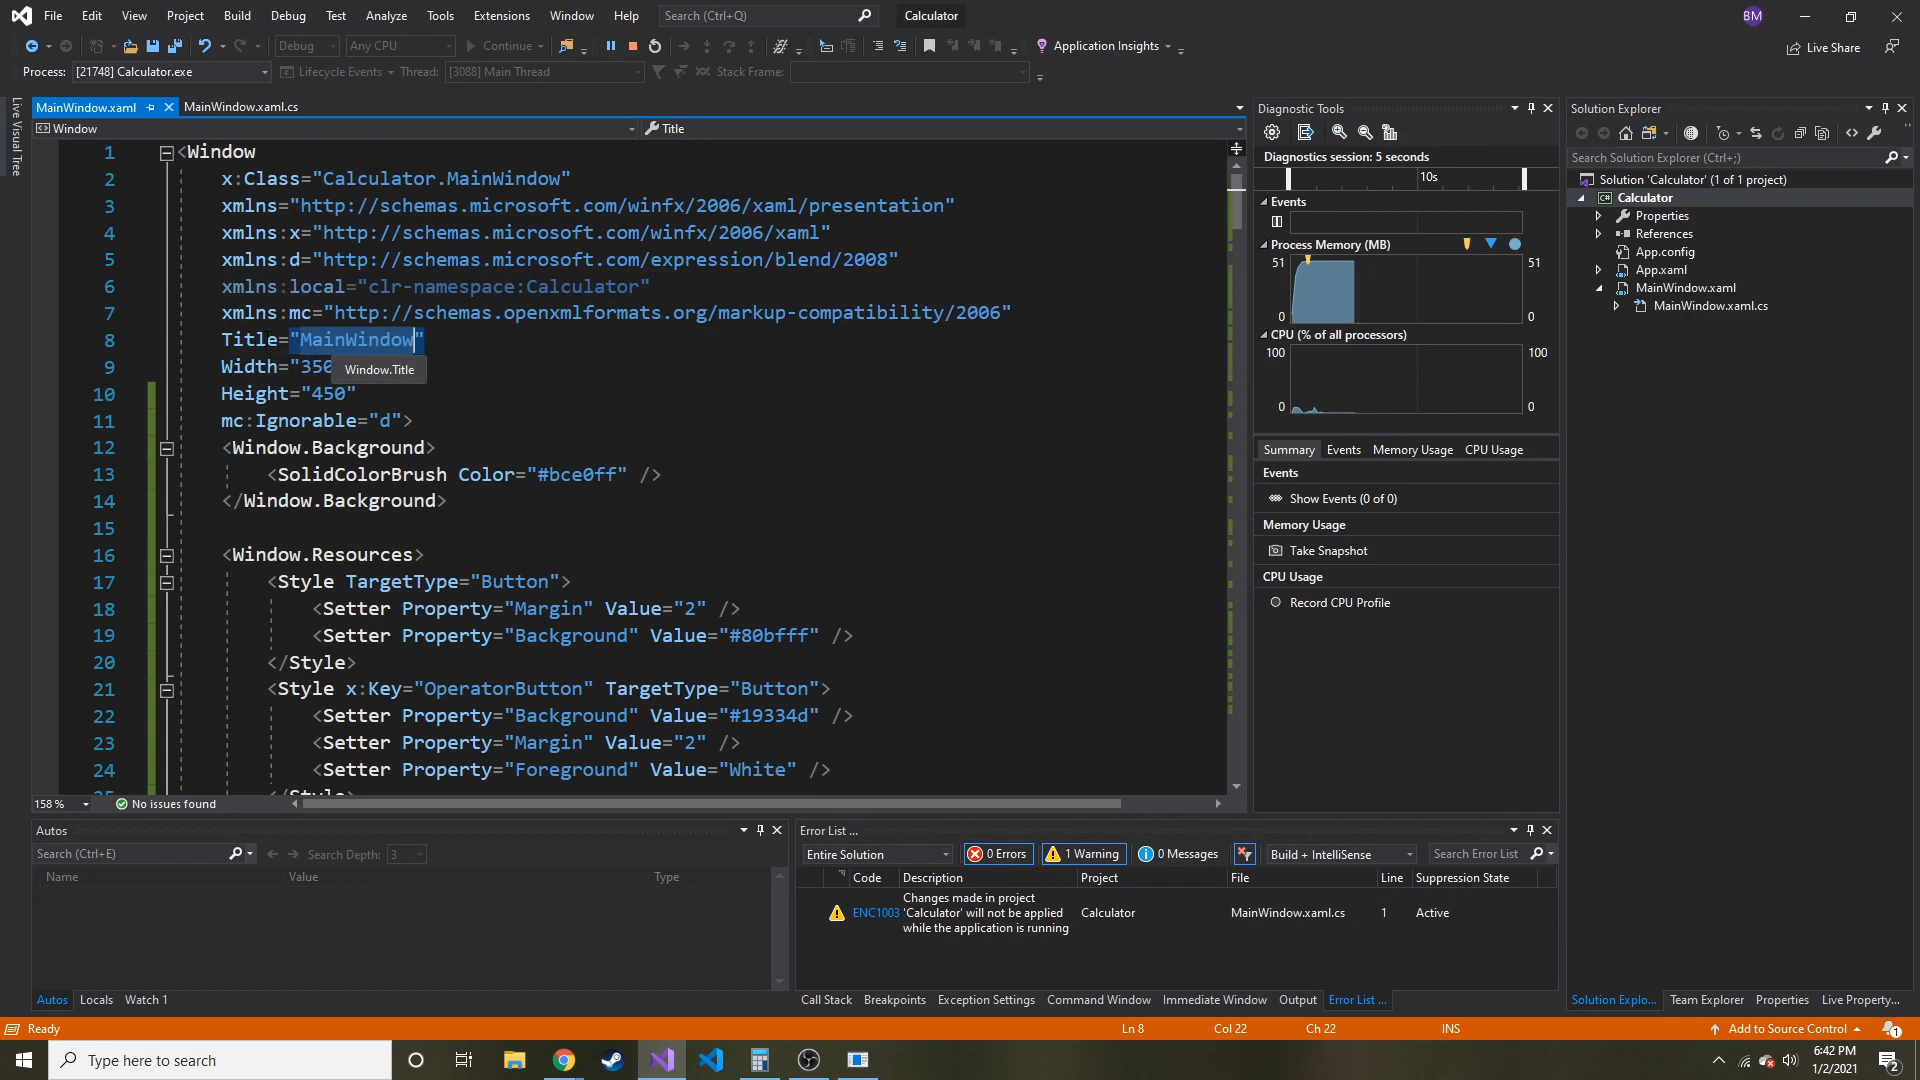 File Edit View Project Build Debug Test Analyze Tools Extensions Window Help Search (Ctrl+Q) Calculator BM
Debug Any CPU Continue Application Insights Live Share
Process: [21748] Calculator.exe Lifecycle Events Thread: [3088] Main Thread Stack Frame:
Live Visual Tree
MainWindow.xaml MainWindow.xaml.cs
Window Title
1 <Window
2 x:Class="Calculator.MainWindow"
3 xmlns="http://schemas.microsoft.com/winfx/2006/xaml/presentation"
4 xmlns:x="http://schemas.microsoft.com/winfx/2006/xaml"
5 xmlns:d="http://schemas.microsoft.com/expression/blend/2008"
6 xmlns:local="clr-namespace:Calculator"
7 xmlns:mc="http://schemas.openxmlformats.org/markup-compatibility/2006"
8 Title="MainWindow"
9 Width="350
Window.Title
10 Height="450"
11 mc:Ignorable="d">
12 <Window.Background>
13 <SolidColorBrush Color="#bce0ff" />
14 </Window.Background>
15
16 <Window.Resources>
17 <Style TargetType="Button">
18 <Setter Property="Margin" Value="2" />
19 <Setter Property="Background" Value="#80bfff" />
20 </Style>
21 <Style x:Key="OperatorButton" TargetType="Button">
22 <Setter Property="Background" Value="#19334d" />
23 <Setter Property="Margin" Value="2" />
24 <Setter Property="Foreground" Value="White" />
25 </Style>
158 % No issues found
Diagnostic Tools
Diagnostics session: 5 seconds
10s
Events
Process Memory (MB)
51 51
0 0
CPU (% of all processors)
100 100
0 0
Summary Events Memory Usage CPU Usage
Events
Show Events (0 of 0)
Memory Usage
Take Snapshot
CPU Usage
Record CPU Profile
Solution Explorer
Search Solution Explorer (Ctrl+;)
Solution 'Calculator' (1 of 1 project)
C# Calculator
Properties
References
App.config
App.xaml
MainWindow.xaml
MainWindow.xaml.cs
Autos
Search (Ctrl+E) Search Depth: 3
Name Value Type
Autos Locals Watch 1
Error List ...
Entire Solution 0 Errors 1 Warning 0 Messages Build + IntelliSense Search Error List
Code Description Project File Line Suppression State
ENC1003 Changes made in project
'Calculator' will not be applied Calculator MainWindow.xaml.cs 1 Active
while the application is running
Call Stack Breakpoints Exception Settings Command Window Immediate Window Output Error List ...
Solution Explo... Team Explorer Properties Live Property...
Ready Ln 8 Col 22 Ch 22 INS Add to Source Control 1
Type here to search
6:42 PM
1/2/2021
2